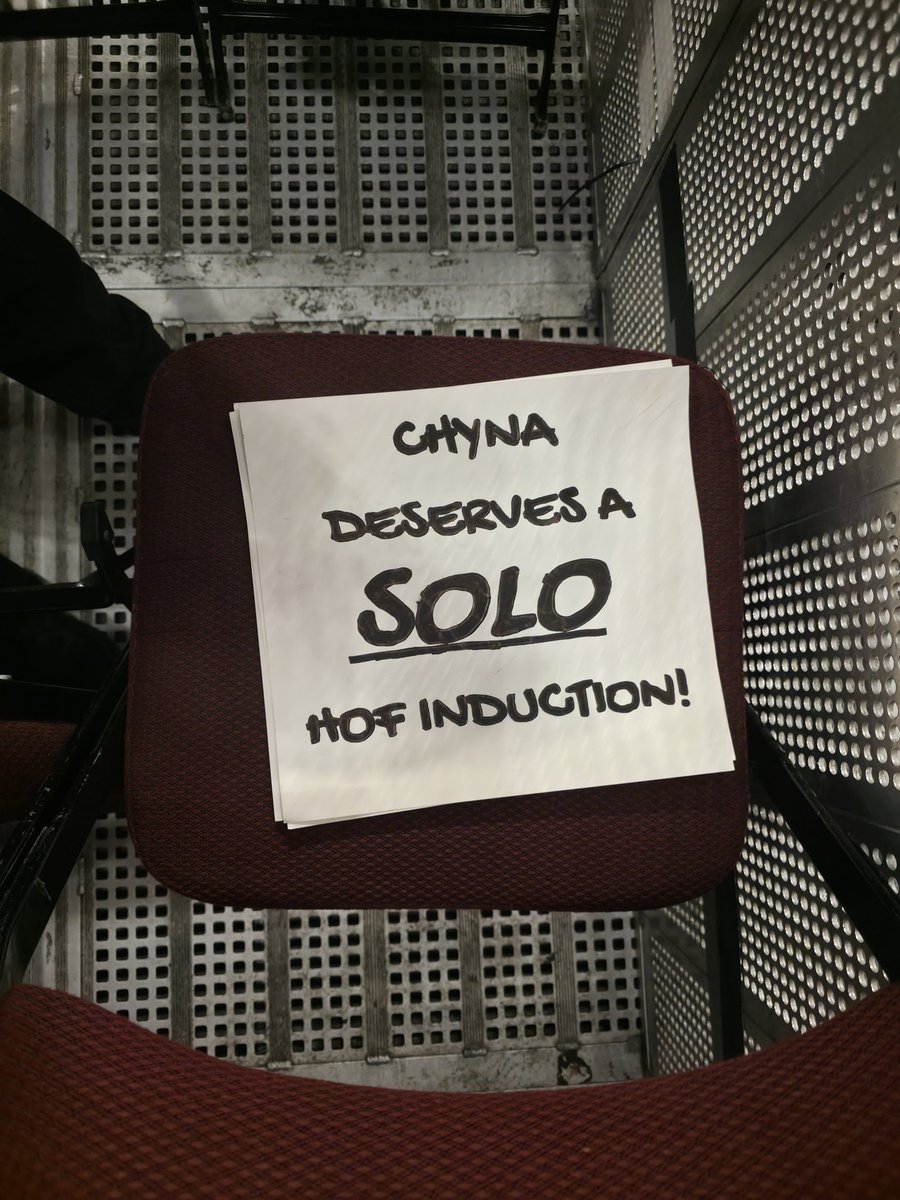 CHYNA
DESERVES A
SOLO
HOF INDUCTION!